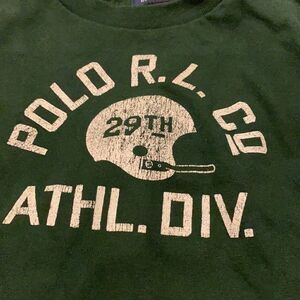 POLO R.L. CO
29TH
ATHL. DIV.